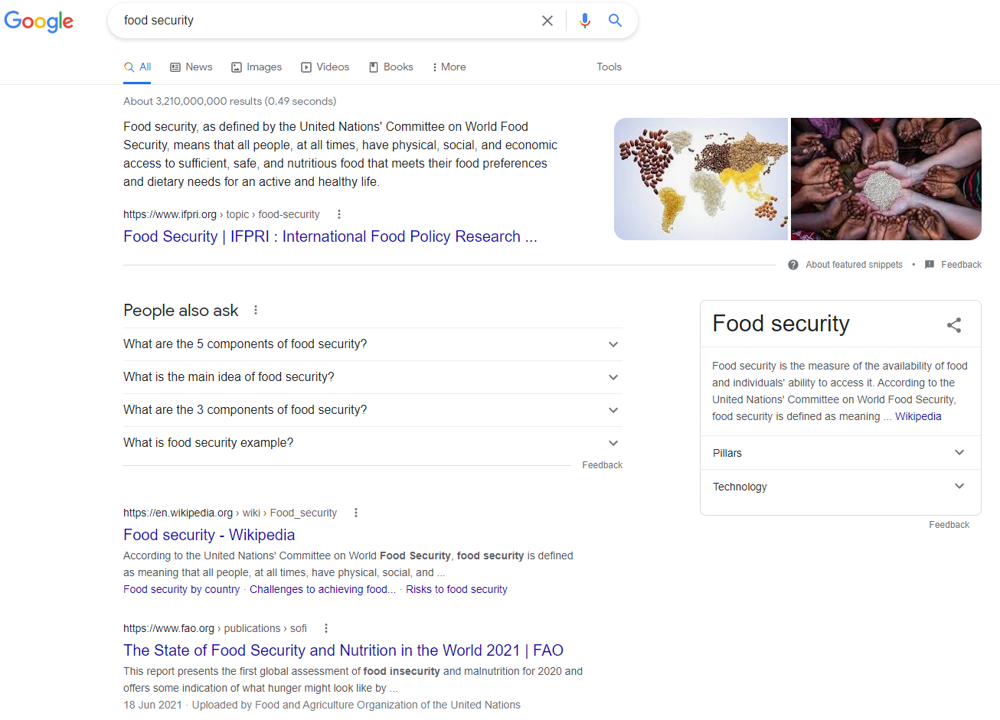 Google
food security
All
News
Images
Videos
Books
More
Tools
About 3,210,000,000 results (0.49 seconds)
Food security, as defined by the United Nations' Committee on World Food
Security, means that all people, at all times, have physical, social, and economic
access to sufficient, safe, and nutritious food that meets their food preferences
and dietary needs for an active and healthy life.
https://www.ifpri.org › topic › food-security
Food Security | IFPRI : International Food Policy Research ...
About featured snippets • Feedback
People also ask
What are the 5 components of food security?
What is the main idea of food security?
What are the 3 components of food security?
What is food security example?
Feedback
Food security
Food security is the measure of the availability of food
and individuals' ability to access it. According to the
United Nations' Committee on World Food Security,
food security is defined as meaning ... Wikipedia
Pillars
Technology
Feedback
https://en.wikipedia.org › wiki › Food_security
Food security - Wikipedia
According to the United Nations' Committee on World Food Security, food security is defined
as meaning that all people, at all times, have physical, social, and ...
Food security by country · Challenges to achieving food... · Risks to food security
https://www.fao.org › publications › sofi
The State of Food Security and Nutrition in the World 2021 | FAO
This report presents the first global assessment of food insecurity and malnutrition for 2020 and
offers some indication of what hunger might look like by ...
18 Jun 2021 · Uploaded by Food and Agriculture Organization of the United Nations